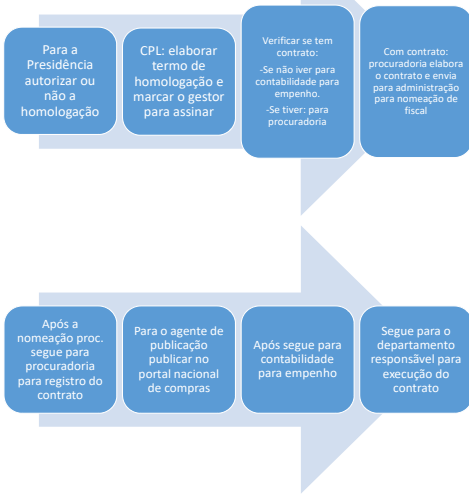 Para a
Presidência
autorizar ou
não a
homologação
CPL: elaborar
termo de
homologação e
marcar o gestor
para assinar
Verificar se tem
contrato:
-Se não iver para
contabilidade para
empenho.
-Se tiver: para
procuradoria
Com contrato:
procuradoria elabora
o contrato e envia
para administração
para nomeação de
fiscal
Após a
nomeação proc.
segue para
procuradoria
para registro do
contrato
Para o agente de
publicação
publicar no
portal nacional
de compras
Após segue para
contabilidade
para empenho
Segue para o
departamento
responsável para
execução do
contrato